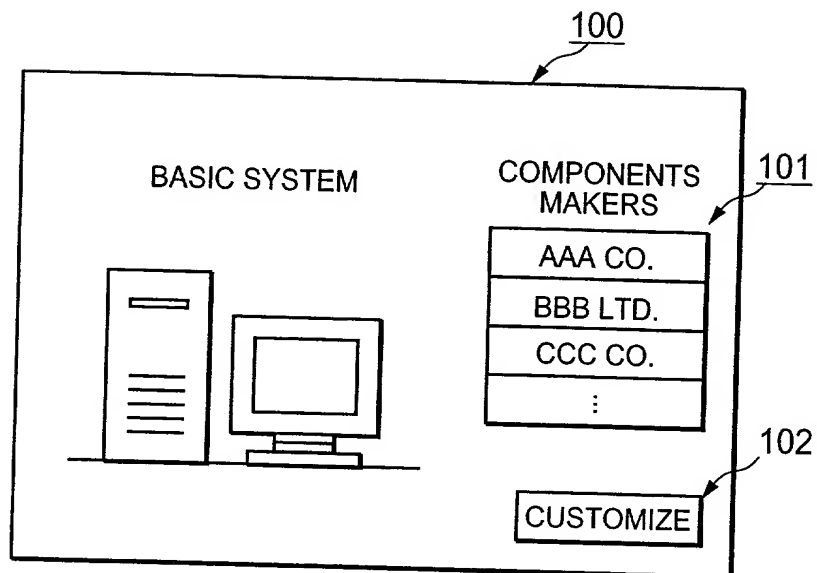 100
BASIC SYSTEM
COMPONENTS
MAKERS
101
AAA CO.
BBB LTD.
CCC CO.
⋮
102
CUSTOMIZE